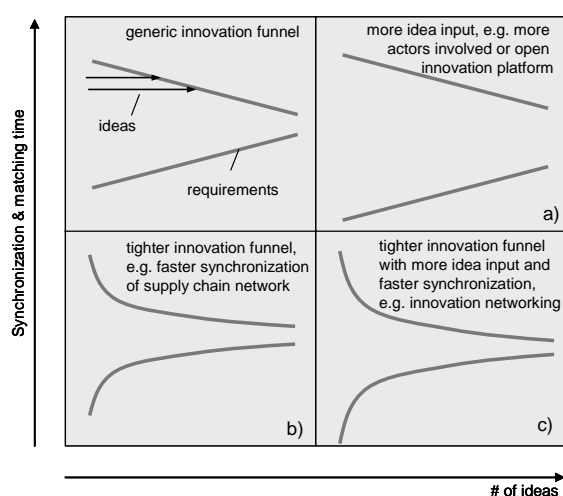 generic innovation funnel
ideas
requirements
more idea input, e.g. more
actors involved or open
innovation platform
a)
tighter innovation funnel,
e.g. faster synchronization
of supply chain network
b)
tighter innovation funnel
with more idea input and
faster synchronization,
e.g. innovation networking
c)
Synchronization & matching time
# of ideas